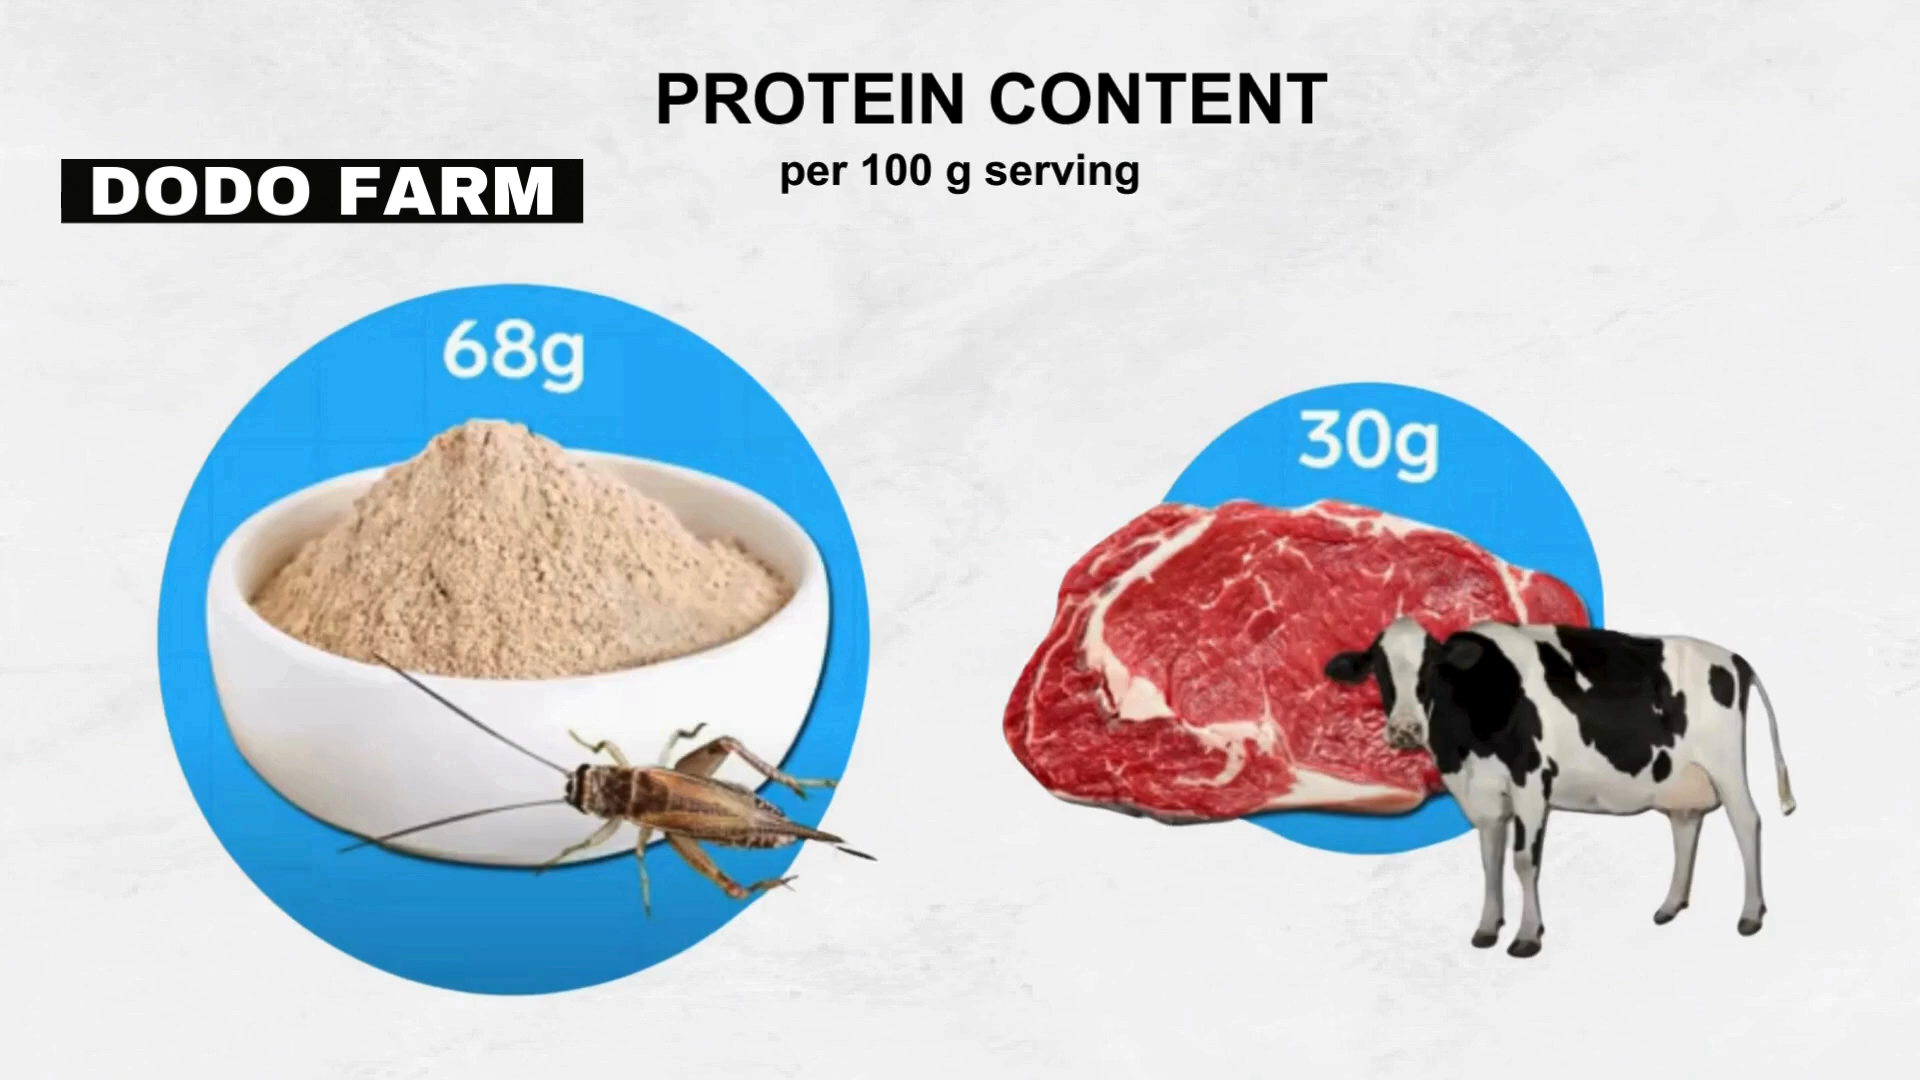 PROTEIN CONTENT
per 100 g serving
DODO FARM
68g
30g